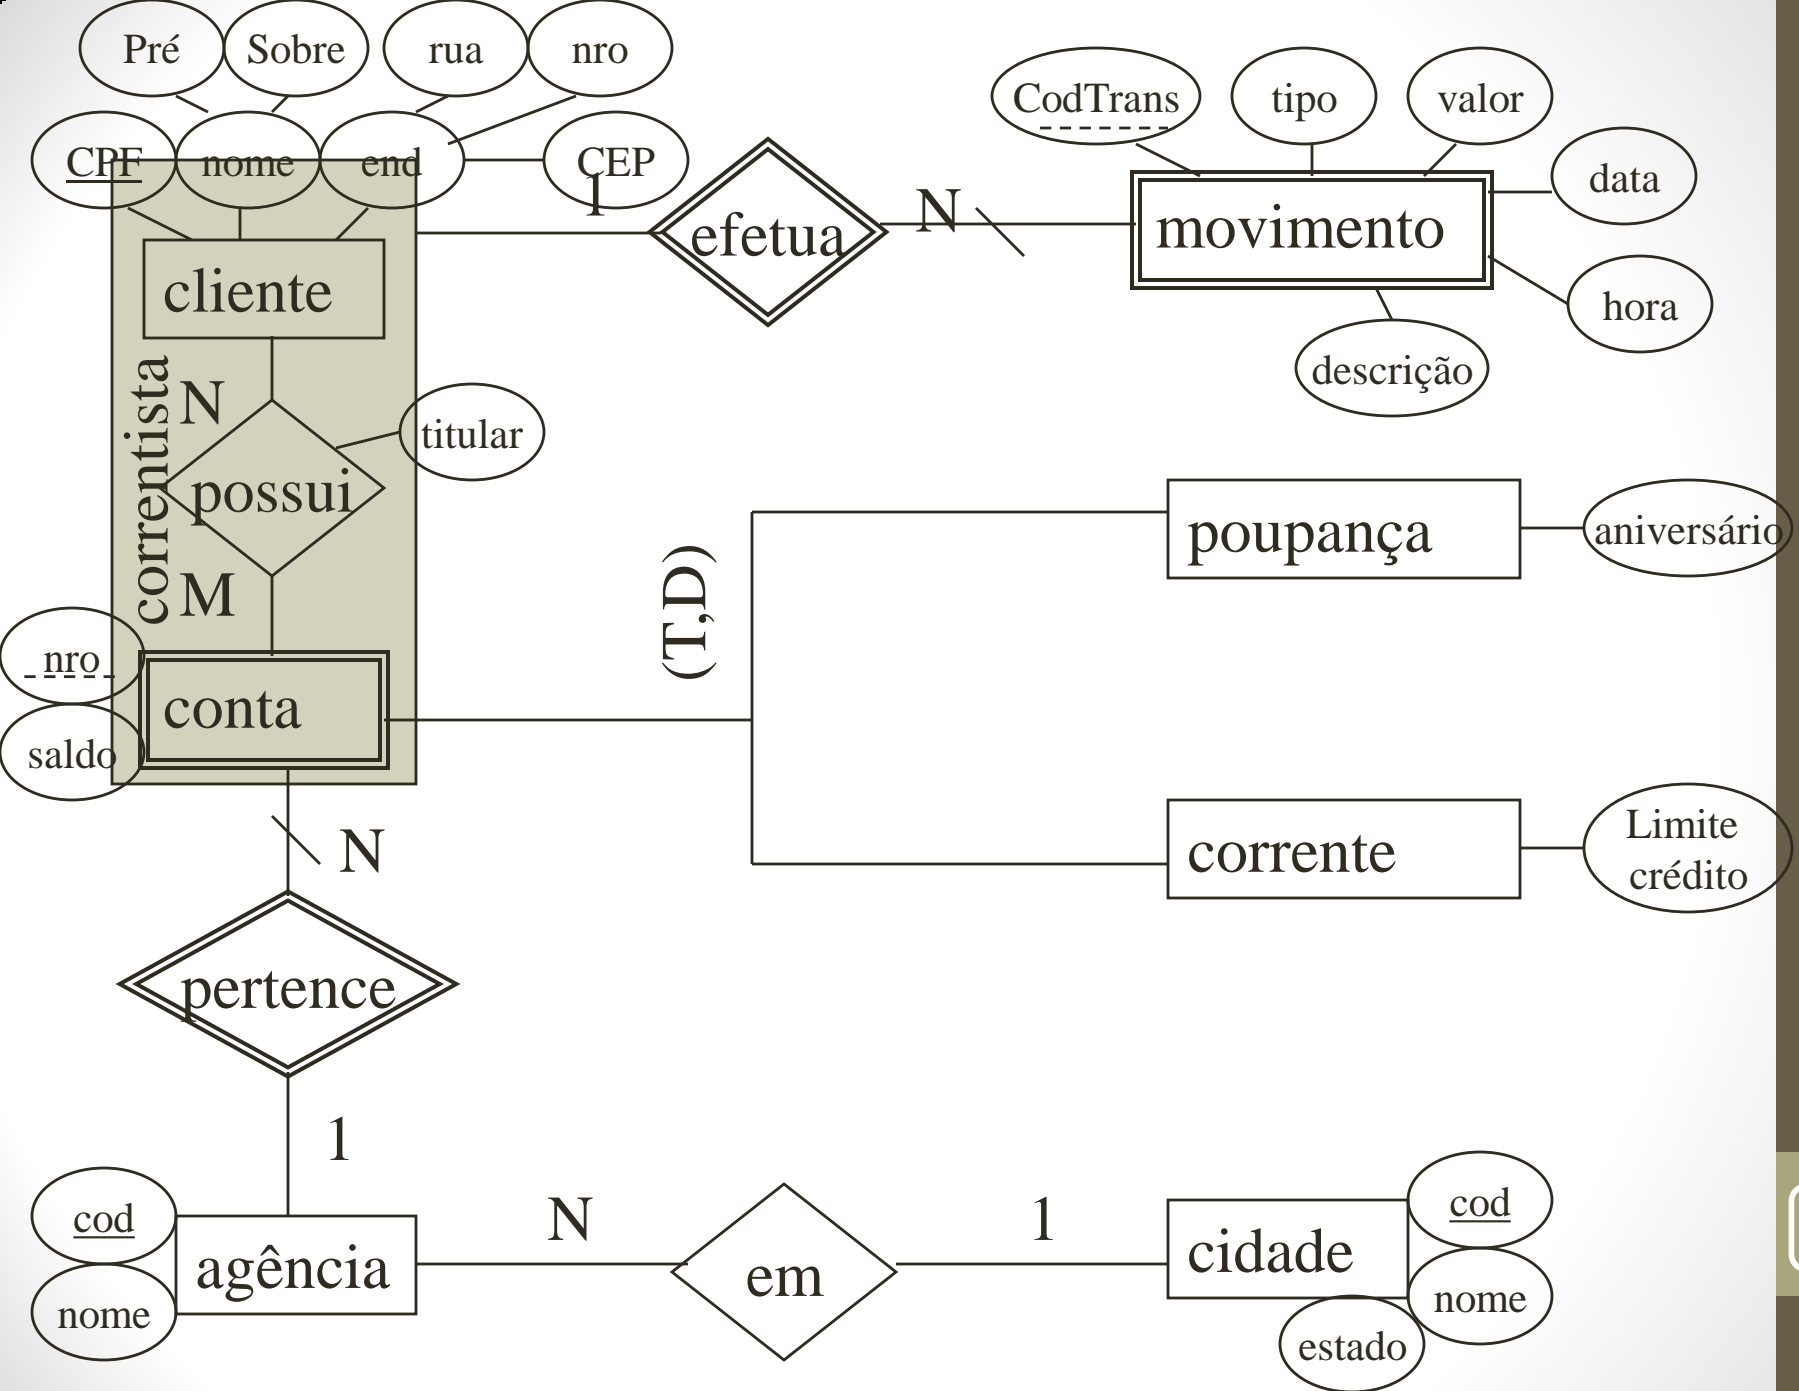 Pré Sobre rua nro
CodTrans tipo valor
CPF nome end CEP
data
1
N
efetua
movimento
cliente
hora
descrição
correntista
N
titular
possui
poupança
aniversário
M
(T,D)
nro
conta
saldo
Limite
crédito
corrente
N
pertence
1
cod
N
1
cod
agência
em
cidade
nome
nome
estado